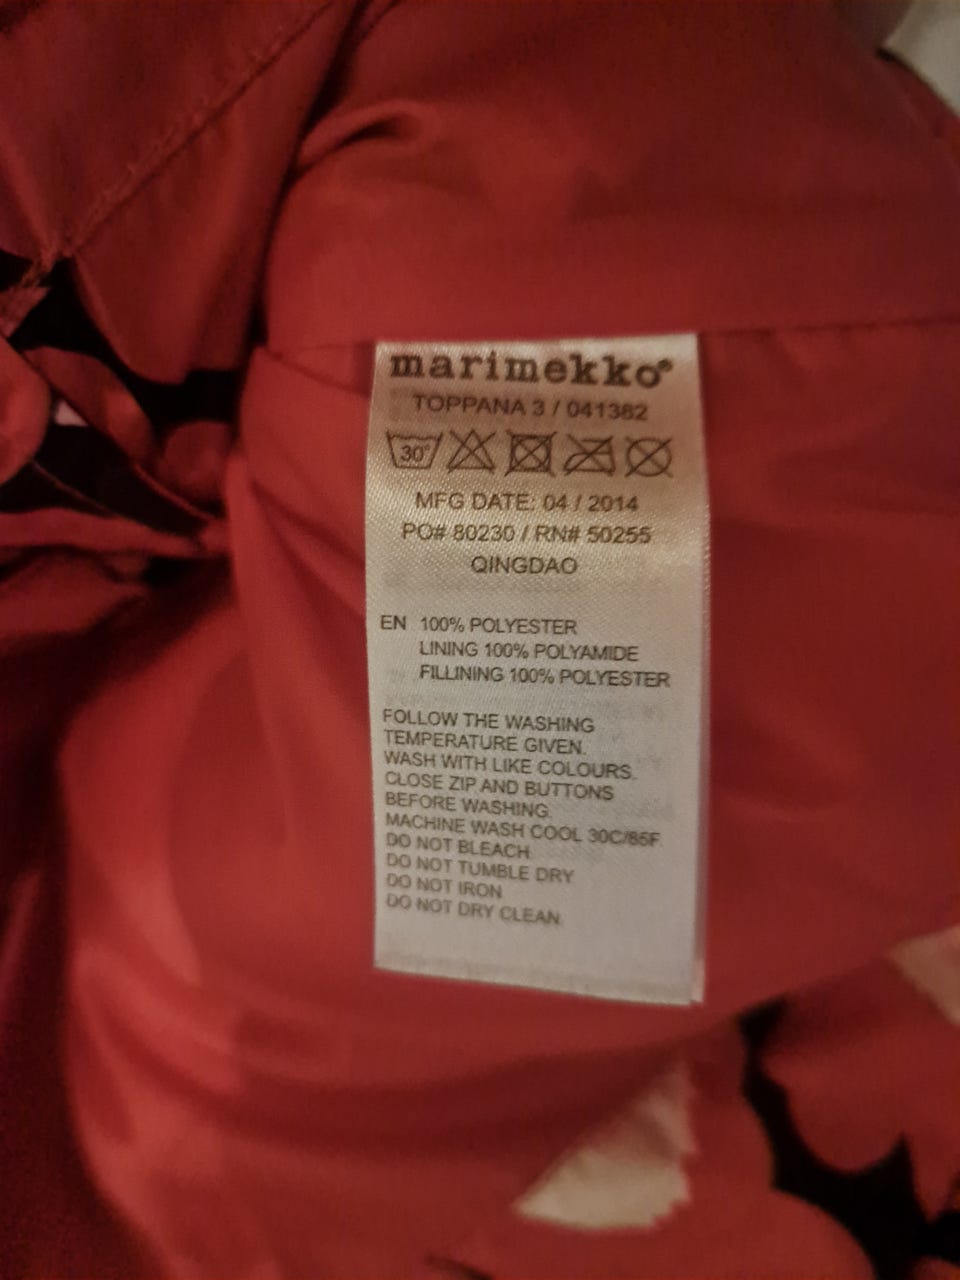 marimekko®
TOPPANA 3 / 041382
30°
MFG DATE: 04 / 2014
PO# 80230 / RN# 50255
QINGDAO
EN 100% POLYESTER
LINING 100% POLYAMIDE
FILLINING 100% POLYESTER
FOLLOW THE WASHING
TEMPERATURE GIVEN.
WASH WITH LIKE COLOURS.
CLOSE ZIP AND BUTTONS
BEFORE WASHING.
MACHINE WASH COOL 30C/85F
DO NOT BLEACH
DO NOT TUMBLE DRY
DO NOT IRON
DO NOT DRY CLEAN.